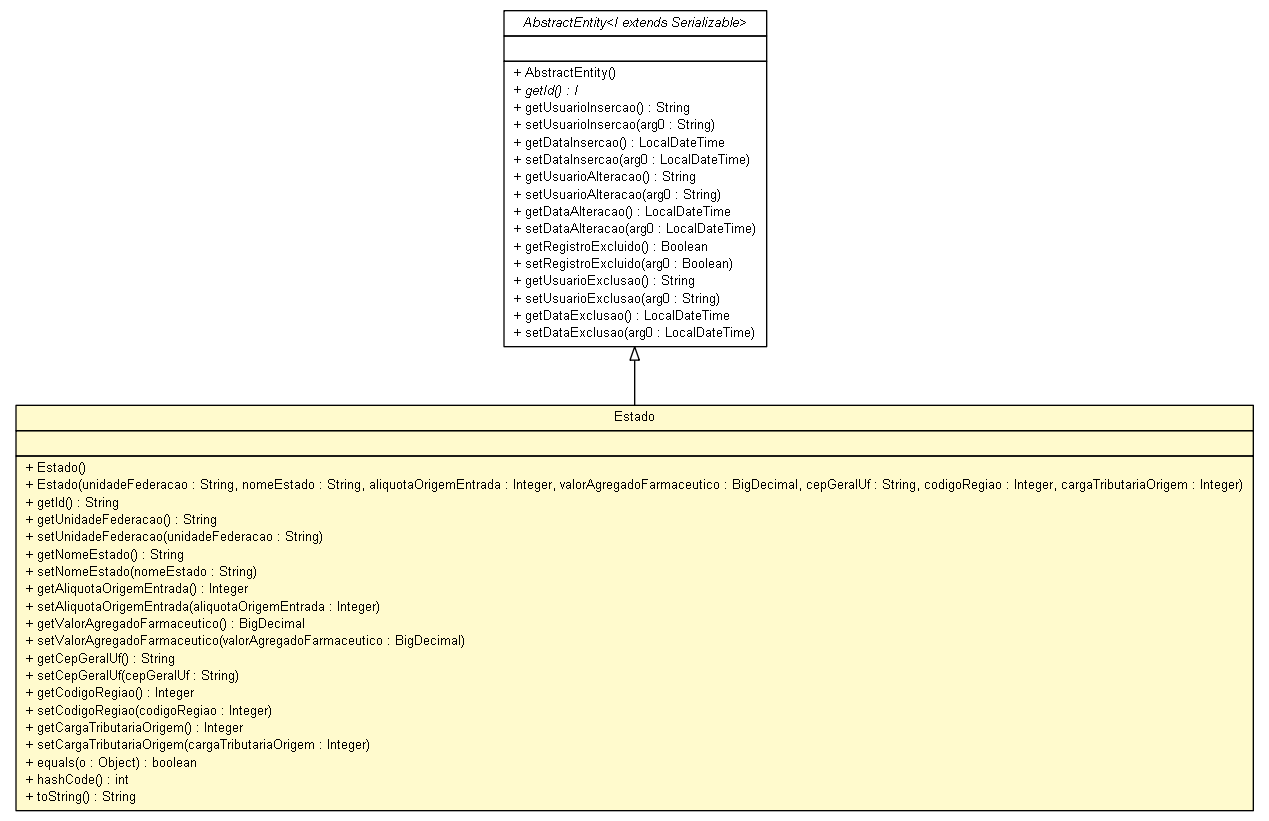 AbstractEntity<I extends Serializable>
+ AbstractEntity()
+ getId() : I
+ getUsuarioInsercao() : String
+ setUsuarioInsercao(arg0 : String)
+ getDataInsercao() : LocalDateTime
+ setDataInsercao(arg0 : LocalDateTime)
+ getUsuarioAlteracao() : String
+ setUsuarioAlteracao(arg0 : String)
+ getDataAlteracao() : LocalDateTime
+ setDataAlteracao(arg0 : LocalDateTime)
+ getRegistroExcluido() : Boolean
+ setRegistroExcluido(arg0 : Boolean)
+ getUsuarioExclusao() : String
+ setUsuarioExclusao(arg0 : String)
+ getDataExclusao() : LocalDateTime
+ setDataExclusao(arg0 : LocalDateTime)
Estado
+ Estado()
+ Estado(unidadeFederacao : String, nomeEstado : String, aliquotaOrigemEntrada : Integer, valorAgregadoFarmaceutico : BigDecimal, cepGeralUf : String, codigoRegiao : Integer, cargaTributariaOrigem : Integer)
+ getId() : String
+ getUnidadeFederacao() : String
+ setUnidadeFederacao(unidadeFederacao : String)
+ getNomeEstado() : String
+ setNomeEstado(nomeEstado : String)
+ getAliquotaOrigemEntrada() : Integer
+ setAliquotaOrigemEntrada(aliquotaOrigemEntrada : Integer)
+ getValorAgregadoFarmaceutico() : BigDecimal
+ setValorAgregadoFarmaceutico(valorAgregadoFarmaceutico : BigDecimal)
+ getCepGeralUf() : String
+ setCepGeralUf(cepGeralUf : String)
+ getCodigoRegiao() : Integer
+ setCodigoRegiao(codigoRegiao : Integer)
+ getCargaTributariaOrigem() : Integer
+ setCargaTributariaOrigem(cargaTributariaOrigem : Integer)
+ equals(o : Object) : boolean
+ hashCode() : int
+ toString() : String